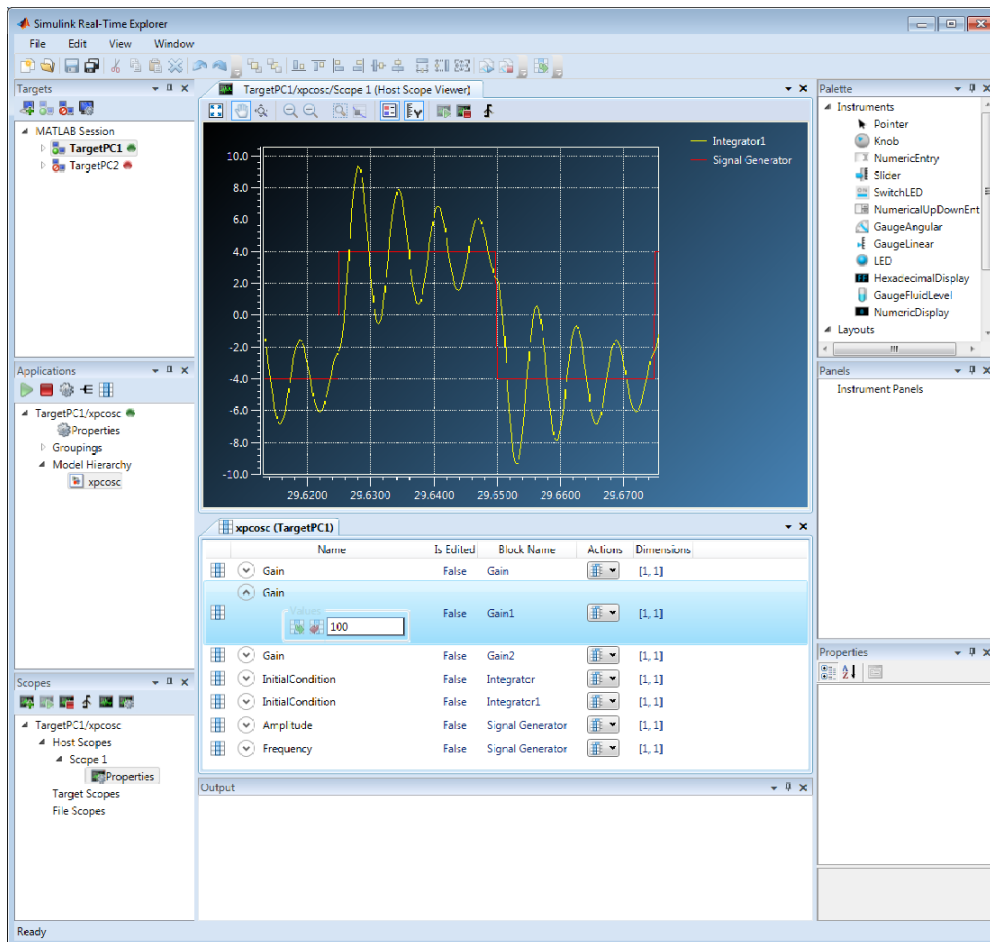 Simulink Real-Time Explorer
File Edit View Window
Targets
MATLAB Session
TargetPC1
TargetPC2
Applications
TargetPC1/xpcosc
Properties
Groupings
Model Hierarchy
xpcosc
Scopes
TargetPC1/xpcosc
Host Scopes
Scope 1
Properties
Target Scopes
File Scopes
TargetPC1/xpcosc/Scope 1 (Host Scope Viewer)
Integrator1
Signal Generator
10.0
8.0
6.0
4.0
2.0
0.0
-2.0
-4.0
-6.0
-8.0
-10.0
29.6200 29.6300 29.6400 29.6500 29.6600 29.6700
xpcosc (TargetPC1)
Name Is Edited Block Name Actions Dimensions
Gain False Gain [1, 1]
Gain
Values
100 False Gain1 [1, 1]
Gain False Gain2 [1, 1]
InitialCondition False Integrator [1, 1]
InitialCondition False Integrator1 [1, 1]
Amplitude False Signal Generator [1, 1]
Frequency False Signal Generator [1, 1]
Output
Palette
Instruments
Pointer
Knob
NumericEntry
Slider
SwitchLED
NumericalUpDownEnt
GaugeAngular
GaugeLinear
LED
HexadecimalDisplay
GaugeFluidLevel
NumericDisplay
Layouts
Panels
Instrument Panels
Properties
Ready